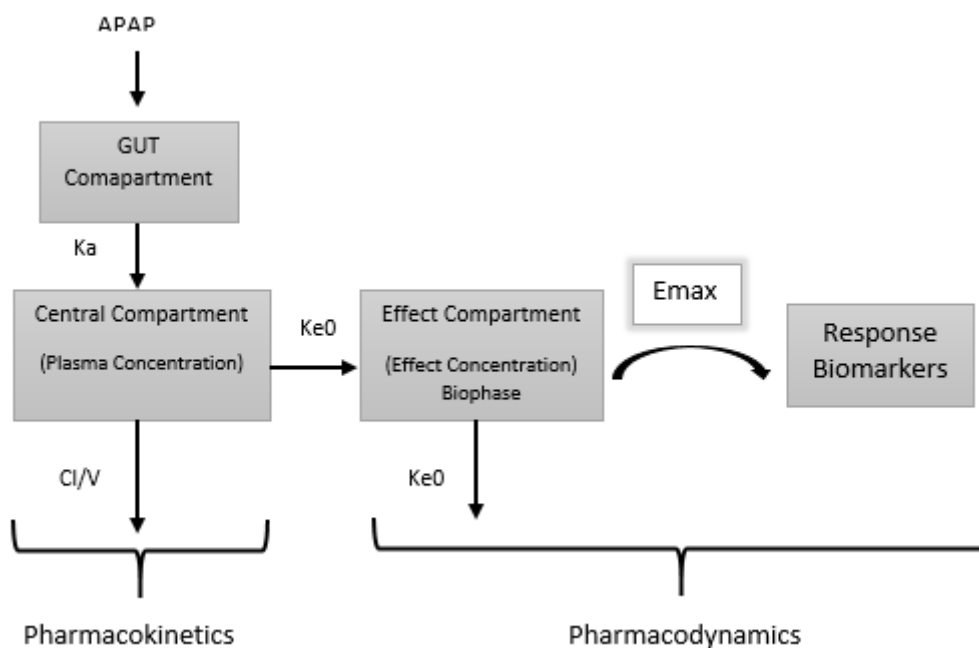 APAP
GUT
Comapartment
Ka
Central Compartment
(Plasma Concentration)
Ke0
Effect Compartment
(Effect Concentration)
Biophase
Emax
Response
Biomarkers
Cl/V
Ke0
Pharmacokinetics
Pharmacodynamics